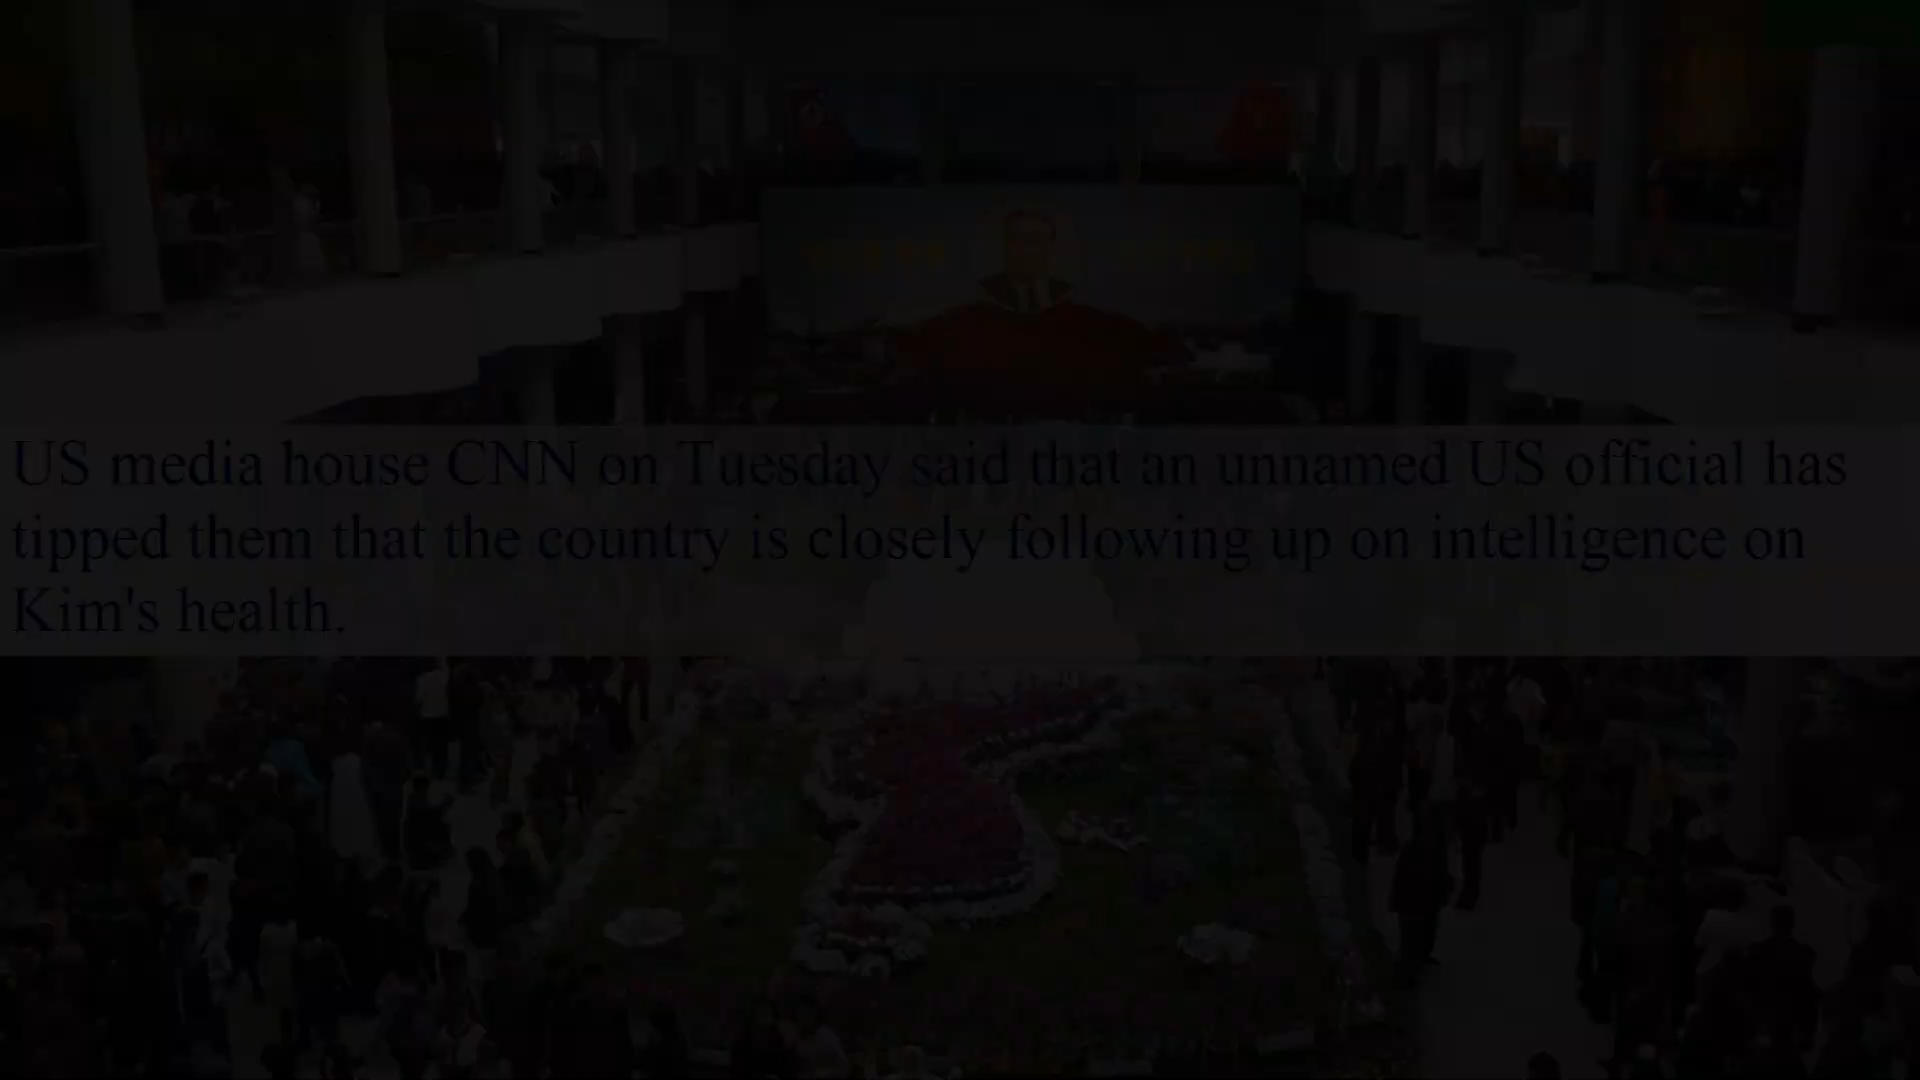 US media house CNN on Tuesday said that an unnamed US official has
tipped them that the country is closely following up on intelligence on
Kim's health.